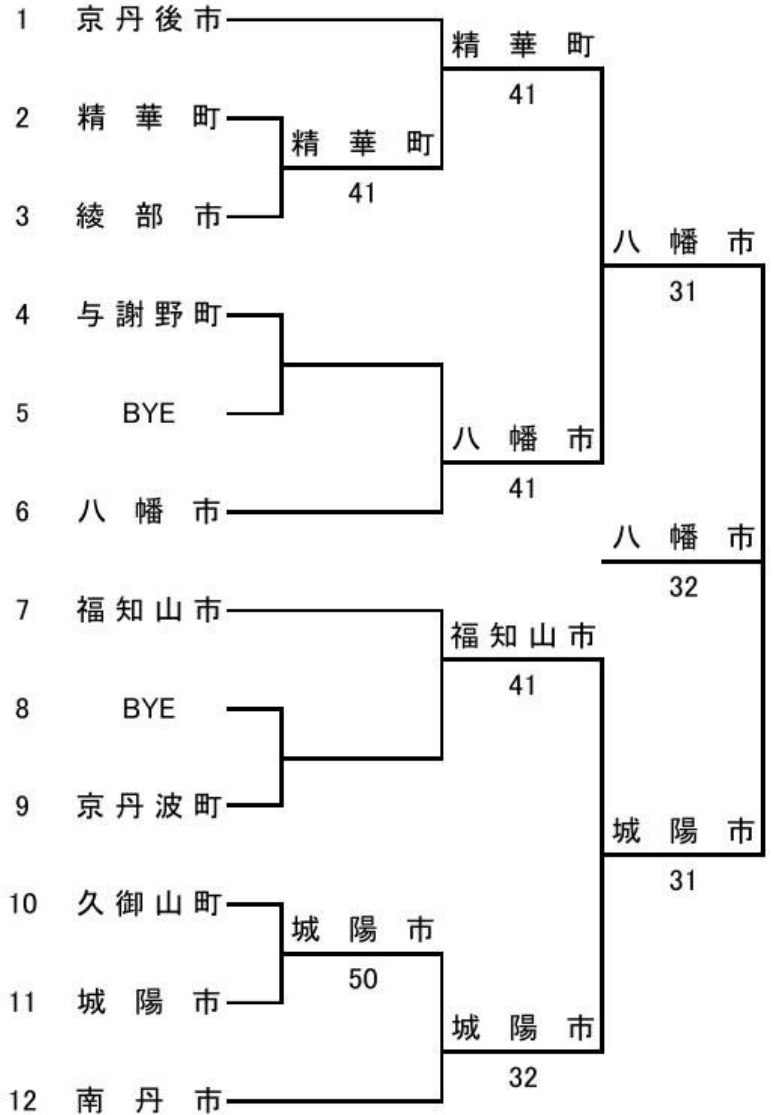 1 京丹後市
精華町
41
2 精華町
精華町
41
3 綾部市
八幡市
31
4 与謝野町
5 BYE
八幡市
41
6 八幡市
八幡市
32
7 福知山市
福知山市
41
8 BYE
9 京丹波町
城陽市
31
10 久御山町
城陽市
50
11 城陽市
城陽市
32
12 南丹市